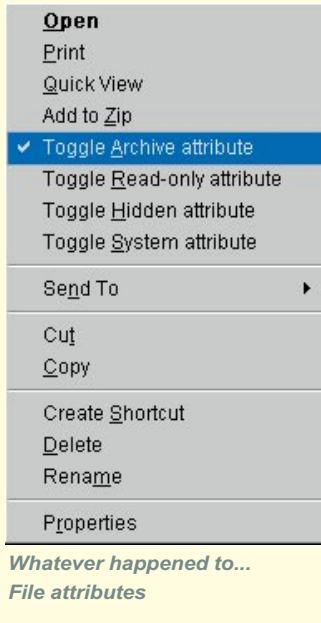 Open
Print
Quick View
Add to Zip
Toggle Archive attribute
Toggle Read-only attribute
Toggle Hidden attribute
Toggle System attribute
Send To
Cut
Copy
Create Shortcut
Delete
Rename
Properties
Whatever happened to...
File attributes